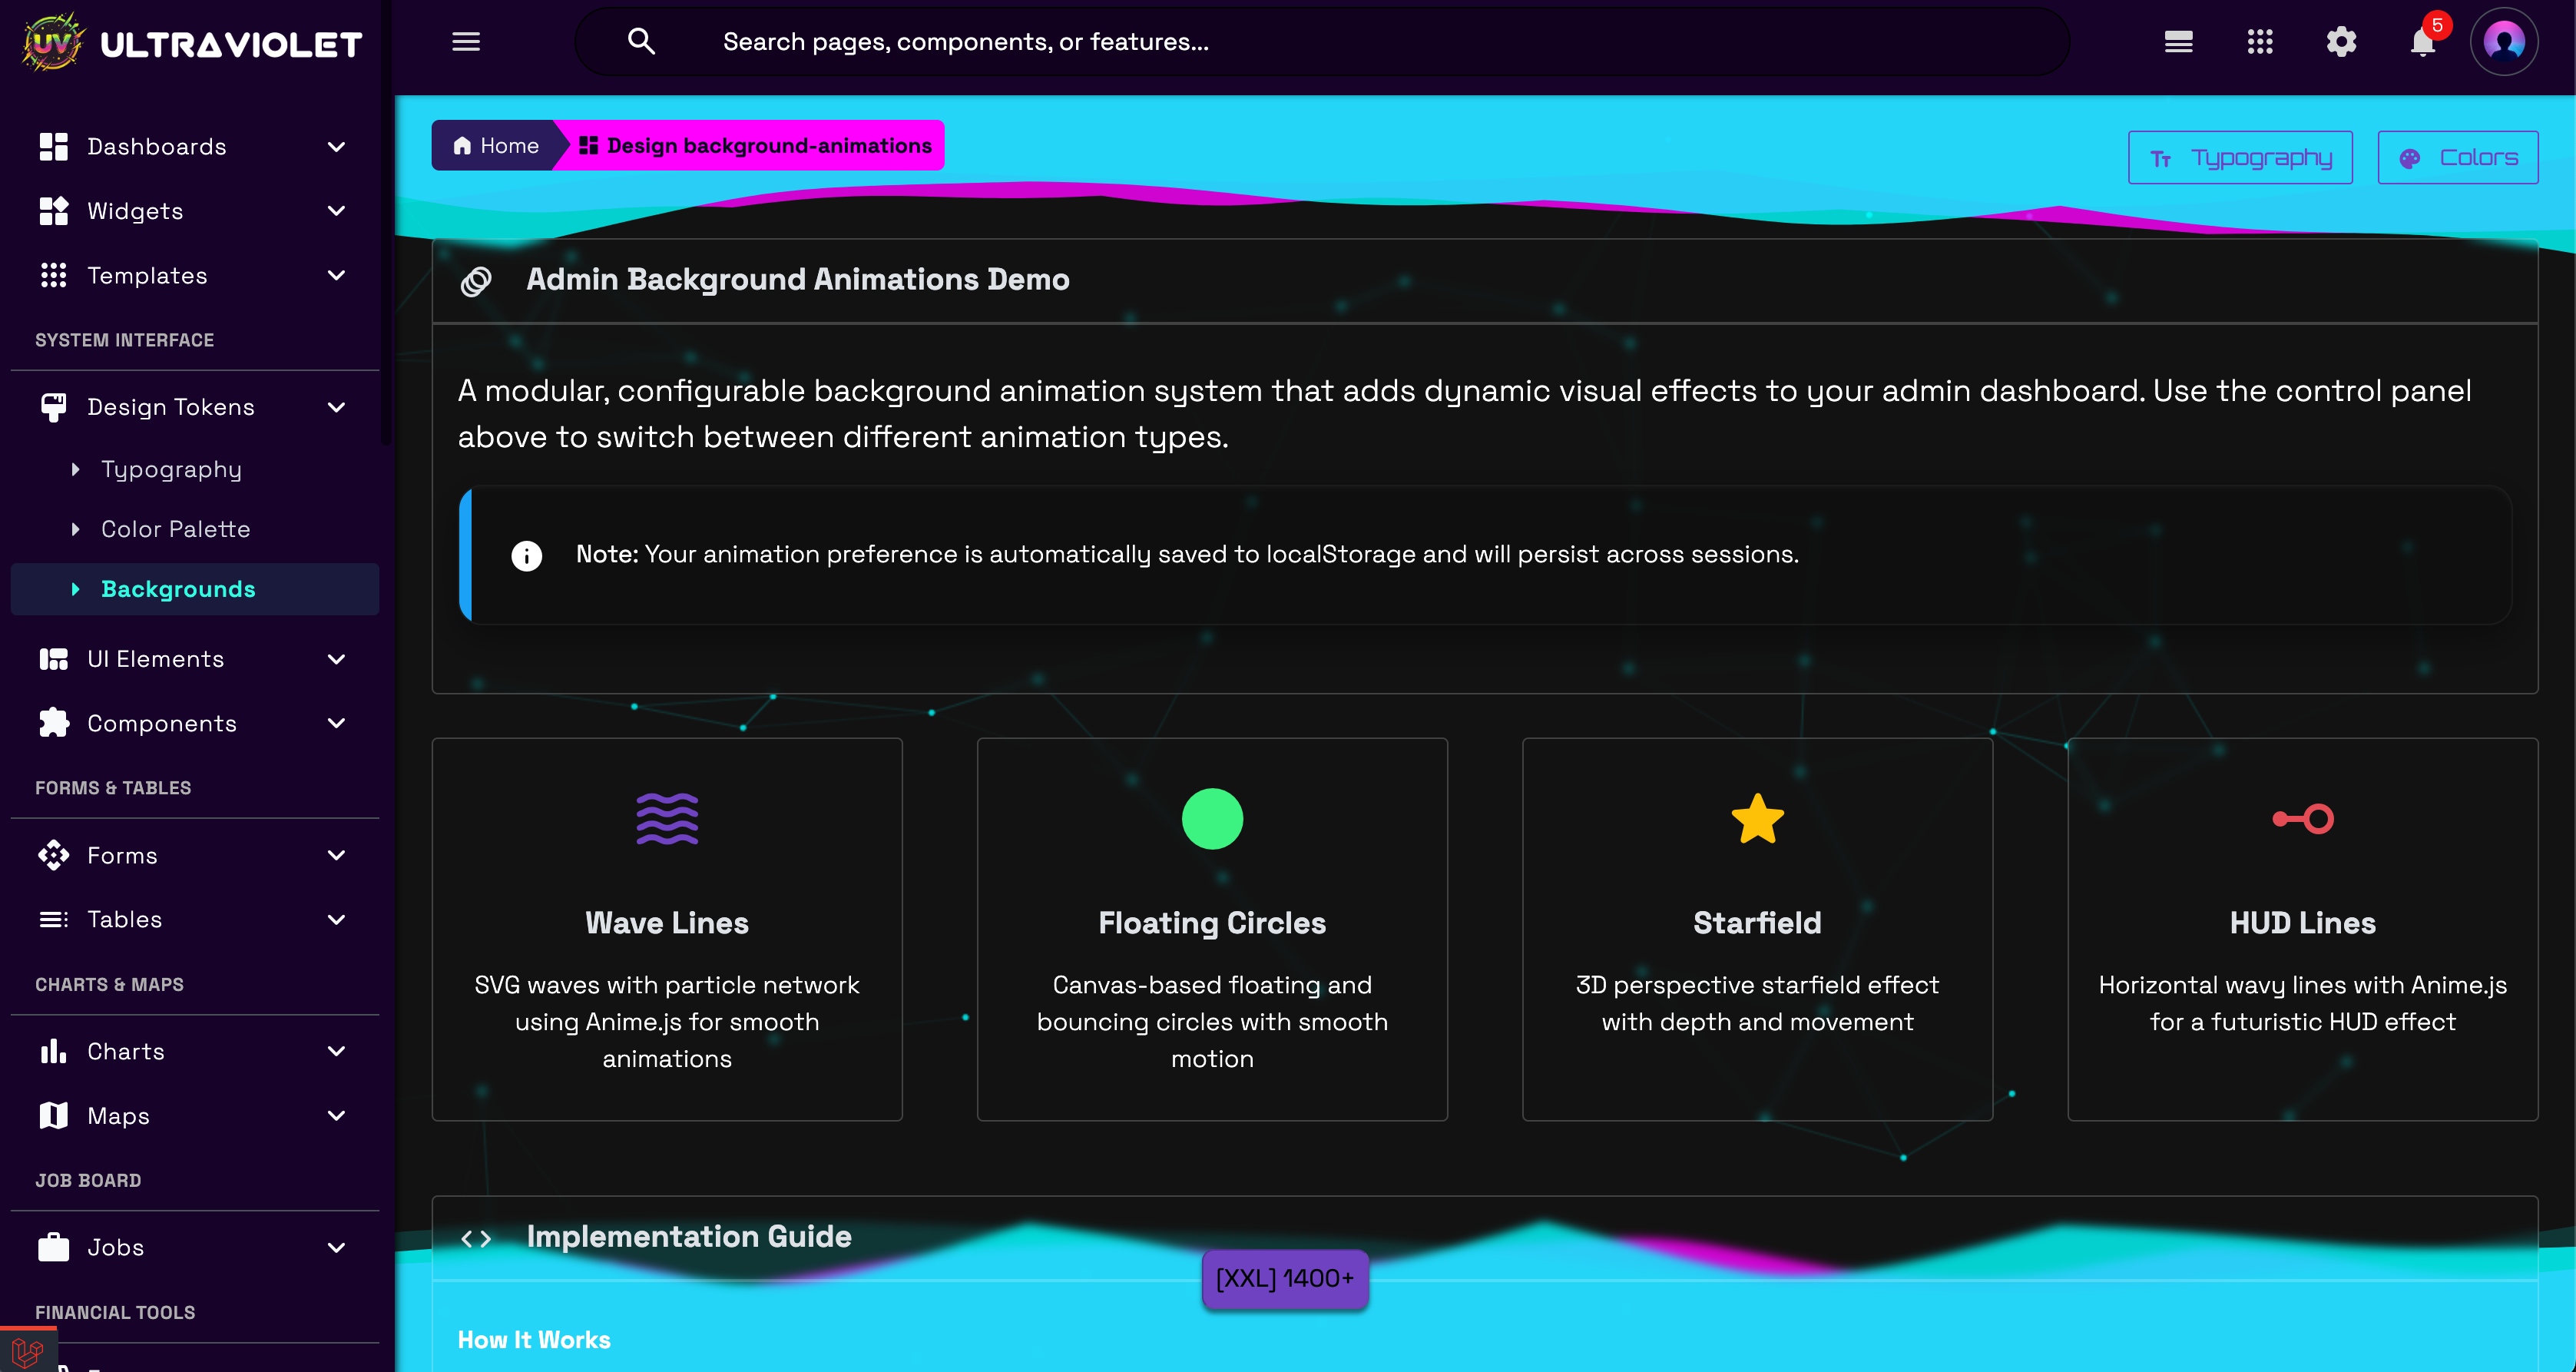 UV ULTRAVIOLET
Search pages, components, or features...
5
Dashboards
Widgets
Templates
SYSTEM INTERFACE
Design Tokens
Typography
Color Palette
Backgrounds
UI Elements
Components
FORMS & TABLES
Forms
Tables
CHARTS & MAPS
Charts
Maps
JOB BOARD
Jobs
FINANCIAL TOOLS
Home
Design background-animations
Tт Typography
Colors
Admin Background Animations Demo
A modular, configurable background animation system that adds dynamic visual effects to your admin dashboard. Use the control panel
above to switch between different animation types.
Note: Your animation preference is automatically saved to localStorage and will persist across sessions.
Wave Lines
SVG waves with particle network
using Anime.js for smooth
animations
Floating Circles
Canvas-based floating and
bouncing circles with smooth
motion
Starfield
3D perspective starfield effect
with depth and movement
HUD Lines
Horizontal wavy lines with Anime.js
for a futuristic HUD effect
Implementation Guide
[XXL] 1400+
How It Works